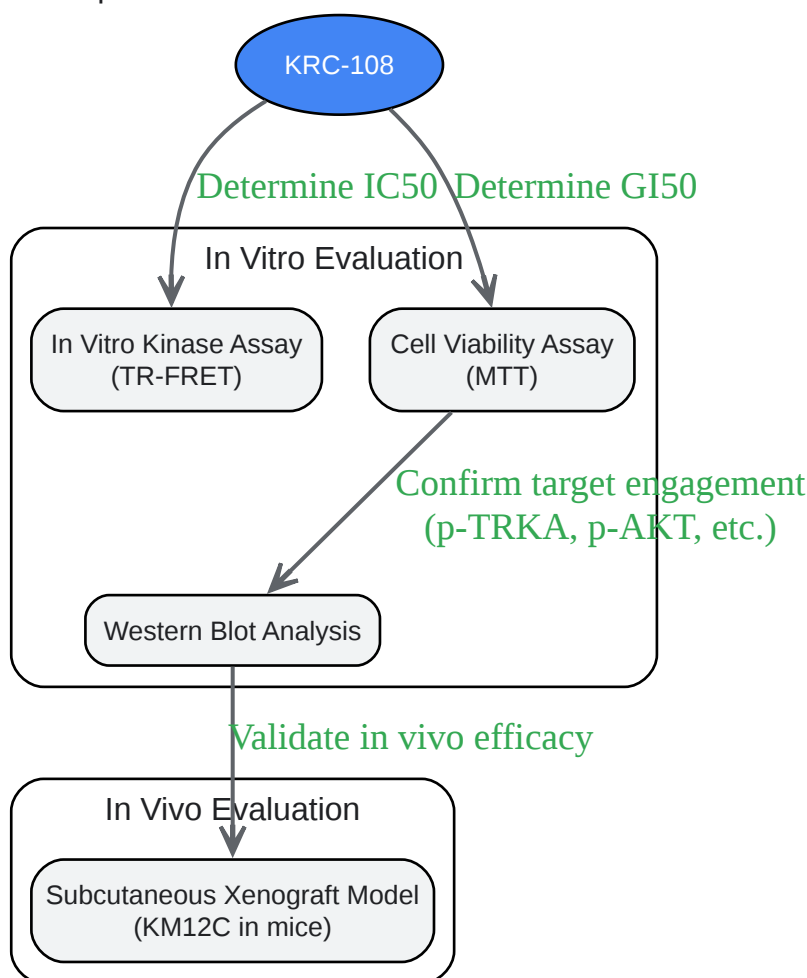 KRC-108
Determine IC50
Determine GI50
In Vitro Evaluation
In Vitro Kinase Assay
(TR-FRET)
Cell Viability Assay
(MTT)
Confirm target engagement
(p-TRKA, p-AKT, etc.)
Western Blot Analysis
Validate in vivo efficacy
In Vivo Evaluation
Subcutaneous Xenograft Model
(KM12C in mice)